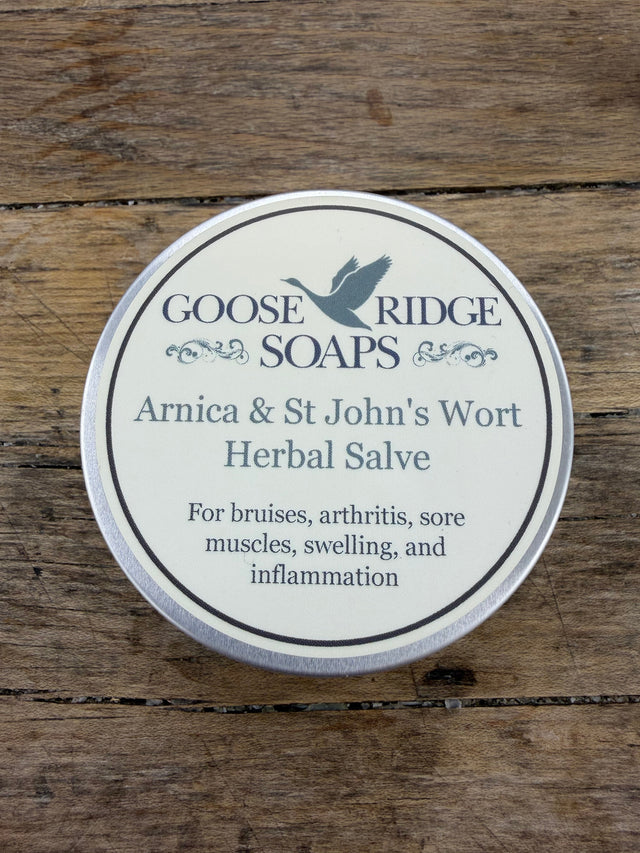 GOOSE RIDGE
SOAPS
Arnica & St John's Wort
Herbal Salve
For bruises, arthritis, sore
muscles, swelling, and
inflammation